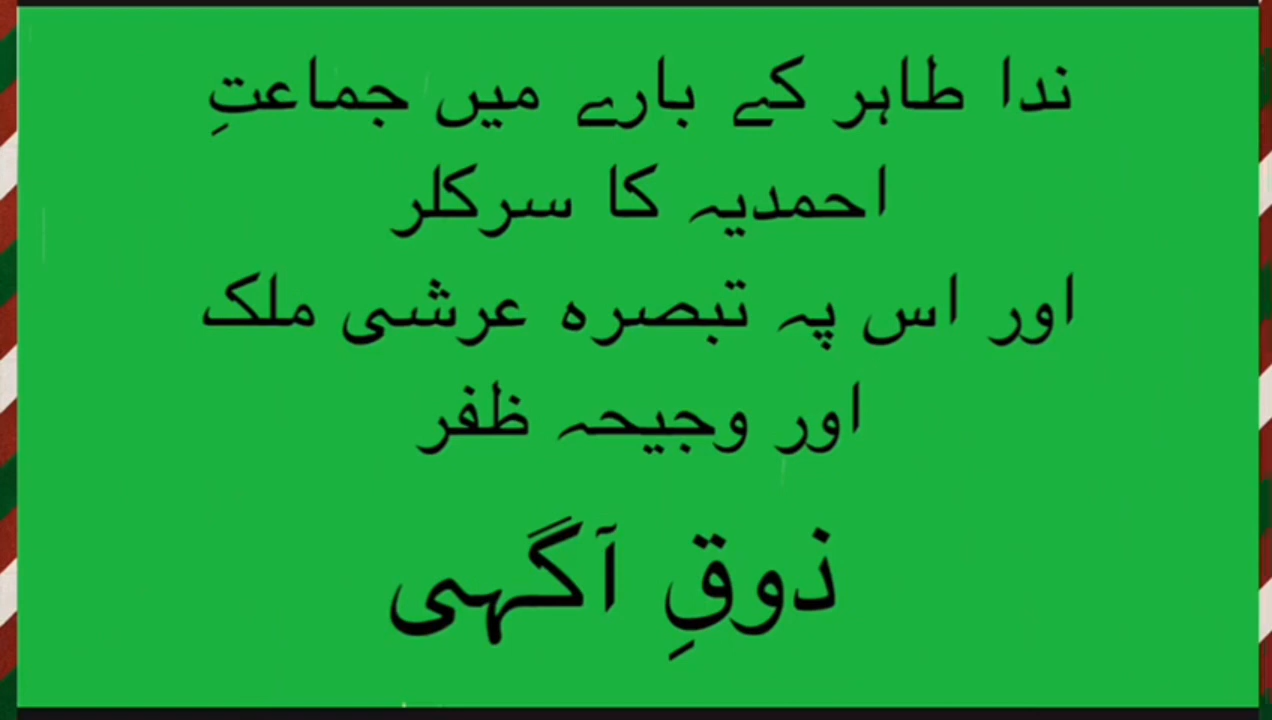 ندا طاہر کے بارے میں جماعتِ
احمدیہ کا سرکلر
اور اس پہ تبصرہ عرشی ملک
اور وجیحہ ظفر
ذوقِ آگہی